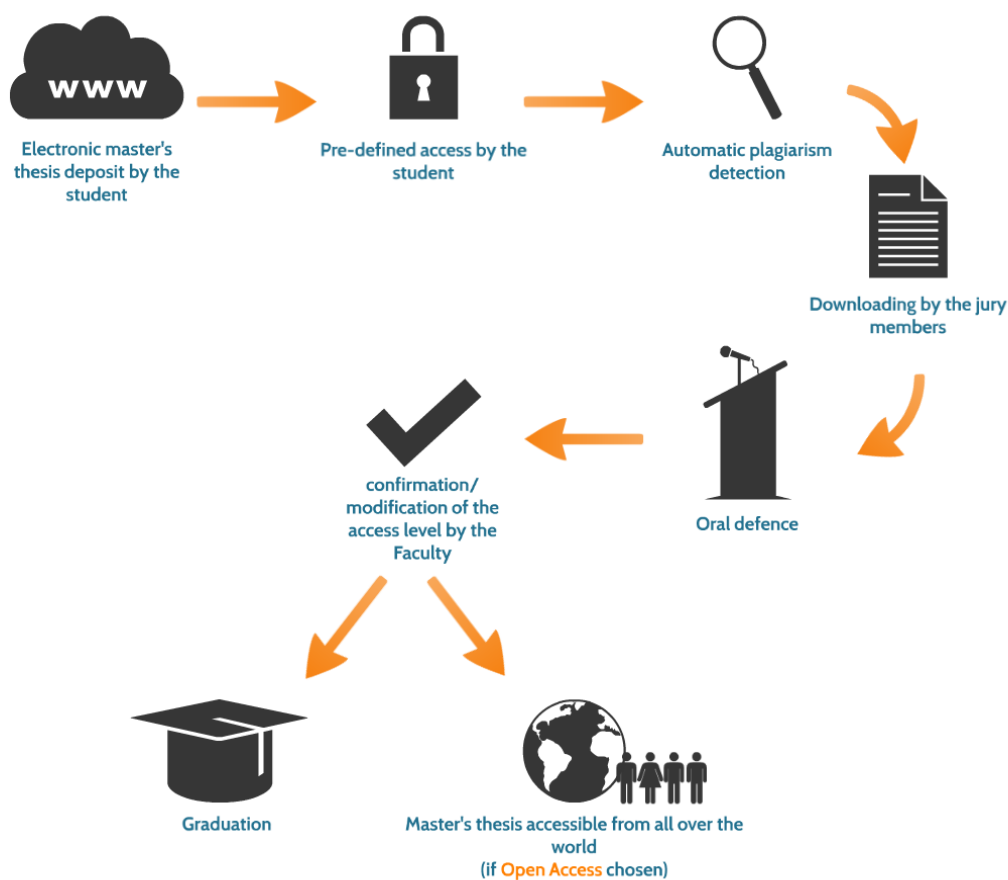 www
Electronic master's
thesis deposit by the
student
Pre-defined access by the
student
Automatic plagiarism
detection
Downloading by the jury
members
Oral defence
confirmation/
modification of the
access level by the
Faculty
Graduation
Master's thesis accessible from all over the
world
(if Open Access chosen)